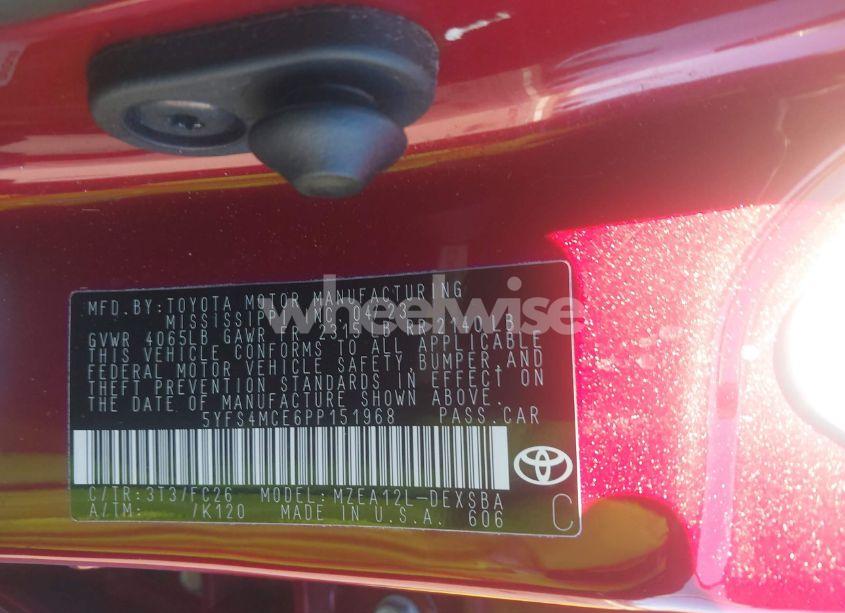 MFD.BY:TOYOTA MOTOR MANUFACTURING
MISSISSIPPI, INC. 04/23
GVWR 4065LB GAWR FR 2315LB RR 2140LB
THIS VEHICLE CONFORMS TO ALL APPLICABLE
FEDERAL MOTOR VEHICLE SAFETY,BUMPER,AND
THEFT PREVENTION STANDARDS IN EFFECT ON
THE DATE OF MANUFACTURE SHOWN ABOVE.
5YFS4MCE6PP151968 PASS.CAR
C/TR:3T3/FC26 MODEL:MZEA12L-DEXSBA
A/TM: /K120 MADE IN U.S.A. 606 C
wheelwise